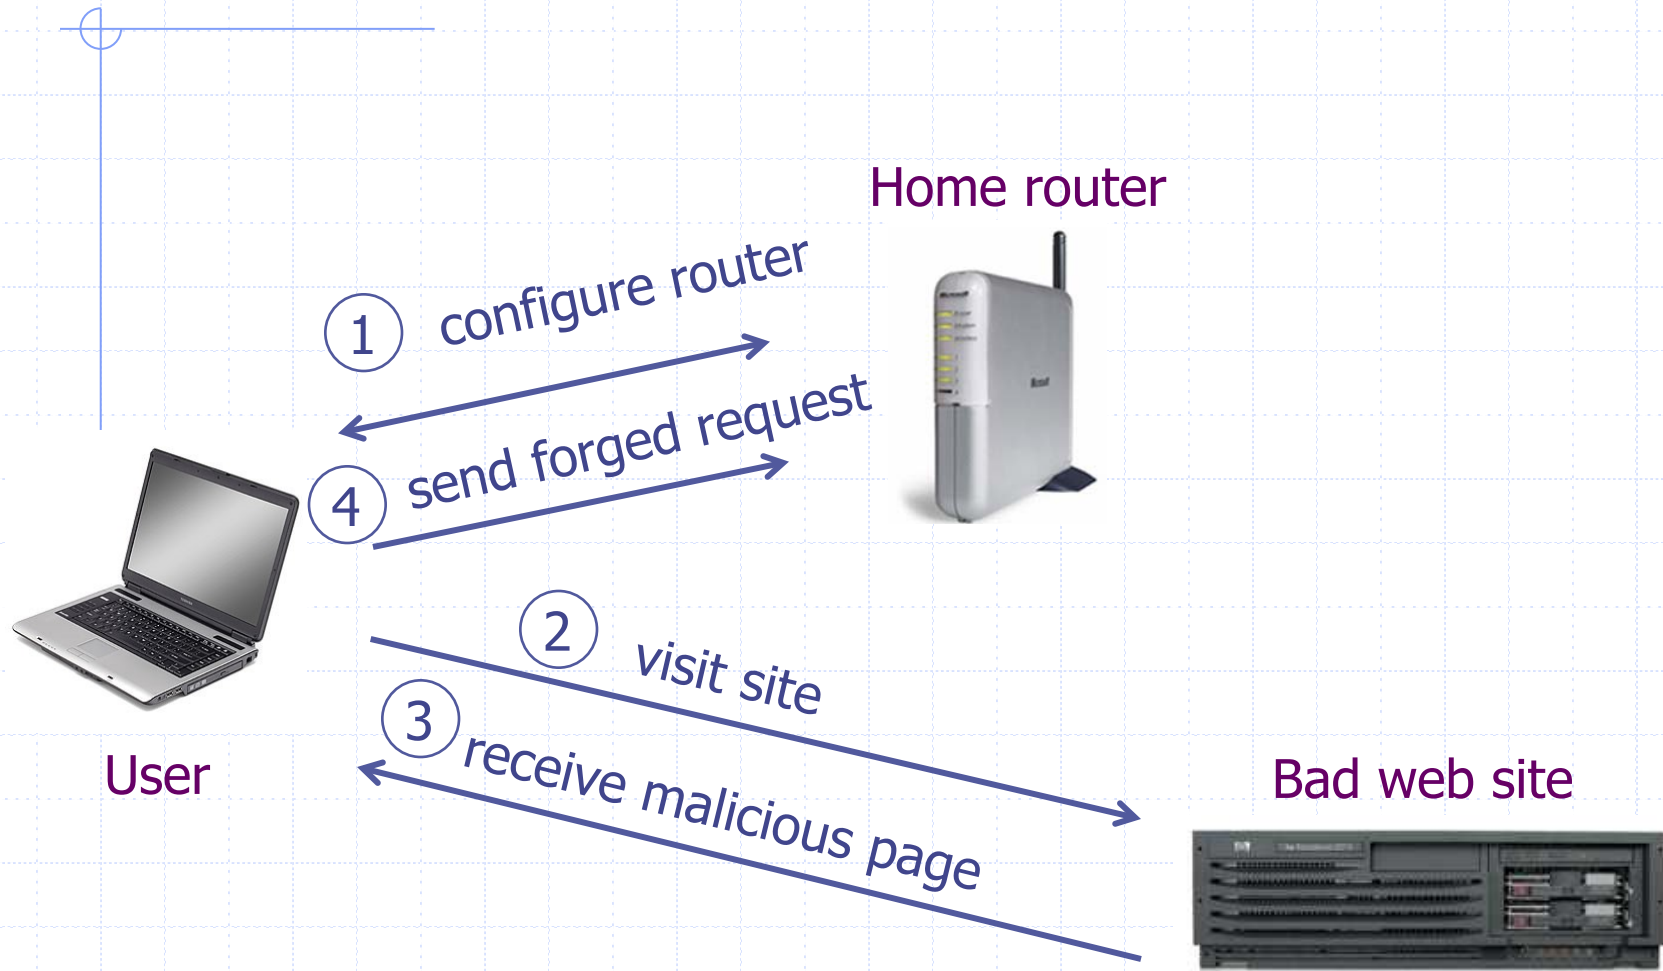 Home router
1 configure router
4 send forged request
2 visit site
3 receive malicious page
User
Bad web site